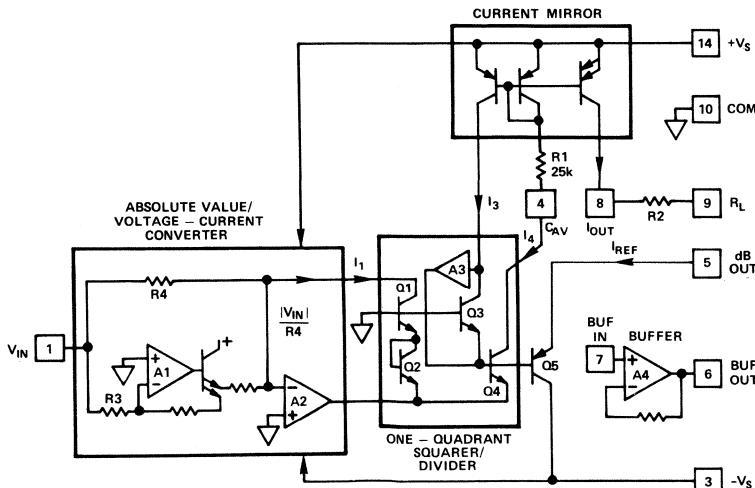 CURRENT MIRROR
14 +VS
10 COM
R1
25k
ABSOLUTE VALUE/
VOLTAGE – CURRENT
CONVERTER
4
8
R2
9 RL
I3
CAV
IOUT
I4
IREF
dB
5 OUT
I1
A3
R4
Q1
|VIN|
R4
Q3
VIN 1
BUF
IN
BUFFER
7
+
A1
+
–
–
A2
+
R3
Q2
Q4
Q5
+
A4
–
6 BUF
OUT
ONE – QUADRANT
SQUARER/
DIVIDER
3 –VS